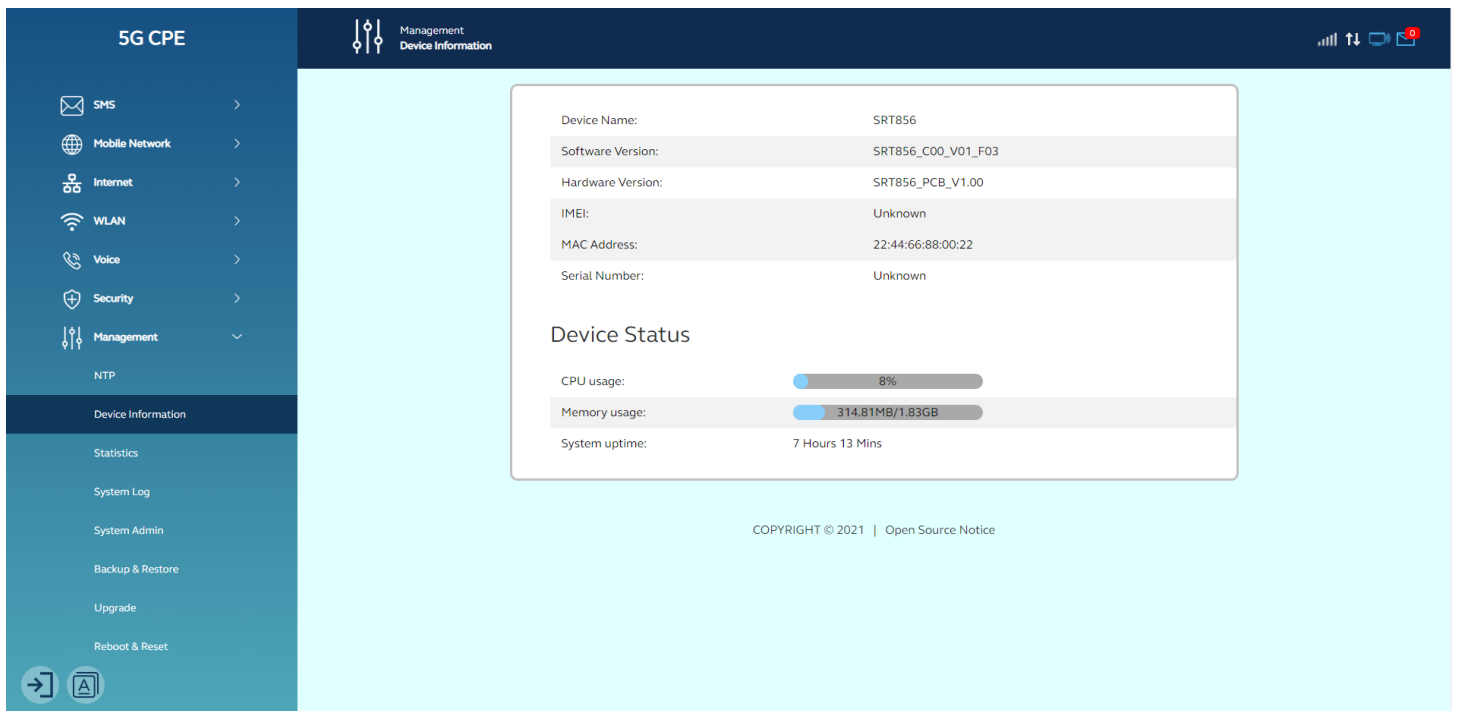 5G CPE
Management
Device Information
0
SMS
Mobile Network
Internet
WLAN
Voice
Security
Management
NTP
Device Information
Statistics
System Log
System Admin
Backup & Restore
Upgrade
Reboot & Reset
A
Device Name: SRT856
Software Version: SRT856_C00_V01_F03
Hardware Version: SRT856_PCB_V1.00
IMEI: Unknown
MAC Address: 22:44:66:88:00:22
Serial Number: Unknown
Device Status
CPU usage: 8%
Memory usage: 314.81MB/1.83GB
System uptime: 7 Hours 13 Mins
COPYRIGHT © 2021 | Open Source Notice